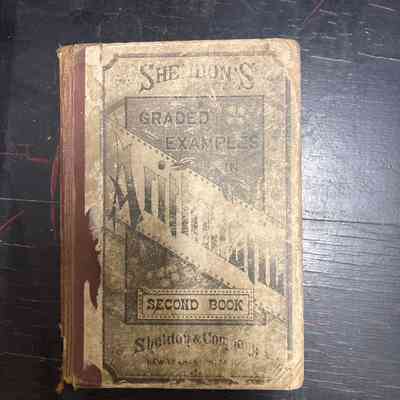 SHELDON'S
GRADED
EXAMPLES
IN
Arithmetic
SECOND BOOK
Sheldon & Company